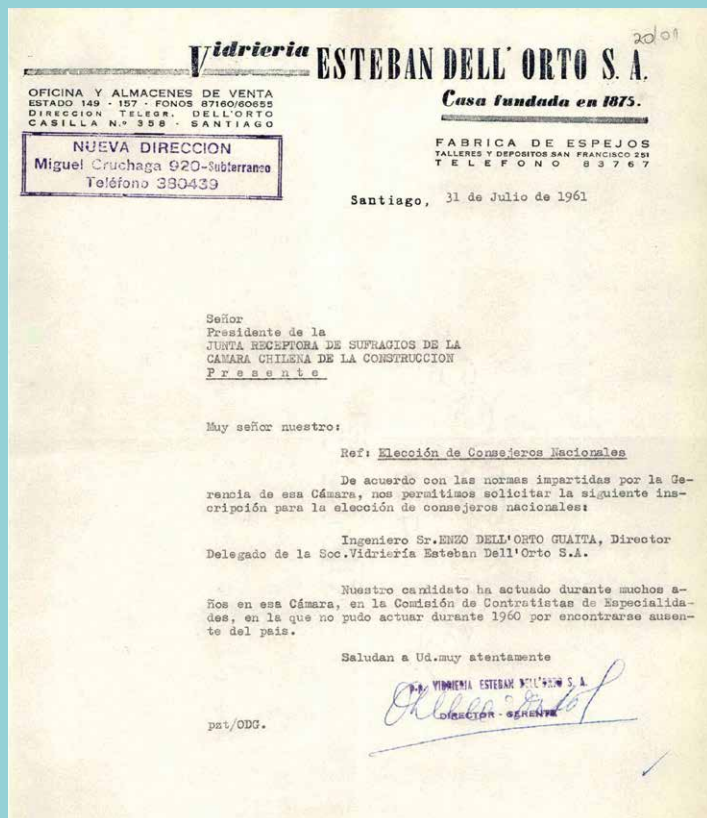 20/01
Vidrieria ESTEBAN DELL' ORTO S. A.
Casa fundada en 1875.
OFICINA Y ALMACENES DE VENTA
ESTADO 149 - 157 - FONOS 87160/60655
DIRECCION TELEGR. DELL'ORTO
CASILLA N.º 358 - SANTIAGO
NUEVA DIRECCION
Miguel Cruchaga 920-Subterraneo
Teléfono 380439
FABRICA DE ESPEJOS
TALLERES Y DEPOSITOS SAN FRANCISCO 251
TELEFONO 83767
Santiago, 31 de Julio de 1961
Señor
Presidente de la
JUNTA RECEPTORA DE SUFRAGIOS DE LA
CAMARA CHILENA DE LA CONSTRUCCION
P r e s e n t e
Muy señor nuestro:
Ref: Elección de Consejeros Nacionales
De acuerdo con las normas impartidas por la Ge-
rencia de esa Cámara, nos permitimos solicitar la siguiente ins-
cripción para la elección de consejeros nacionales:
Ingeniero Sr.ENZO DELL'ORTO GUAITA, Director
Delegado de la Soc.Vidriería Esteban Dell'Orto S.A.
Nuestro candidato ha actuado durante muchos a-
ños en esa Cámara, en la Comisión de Contratistas de Especialida-
des, en la que no pudo actuar durante 1960 por encontrarse ausen-
te del pais.
Saludan a Ud.muy atentamente
p.p. VIDRIERIA ESTEBAN DELL'ORTO S. A.
DIRECTOR - GERENTE
pzt/ODG.